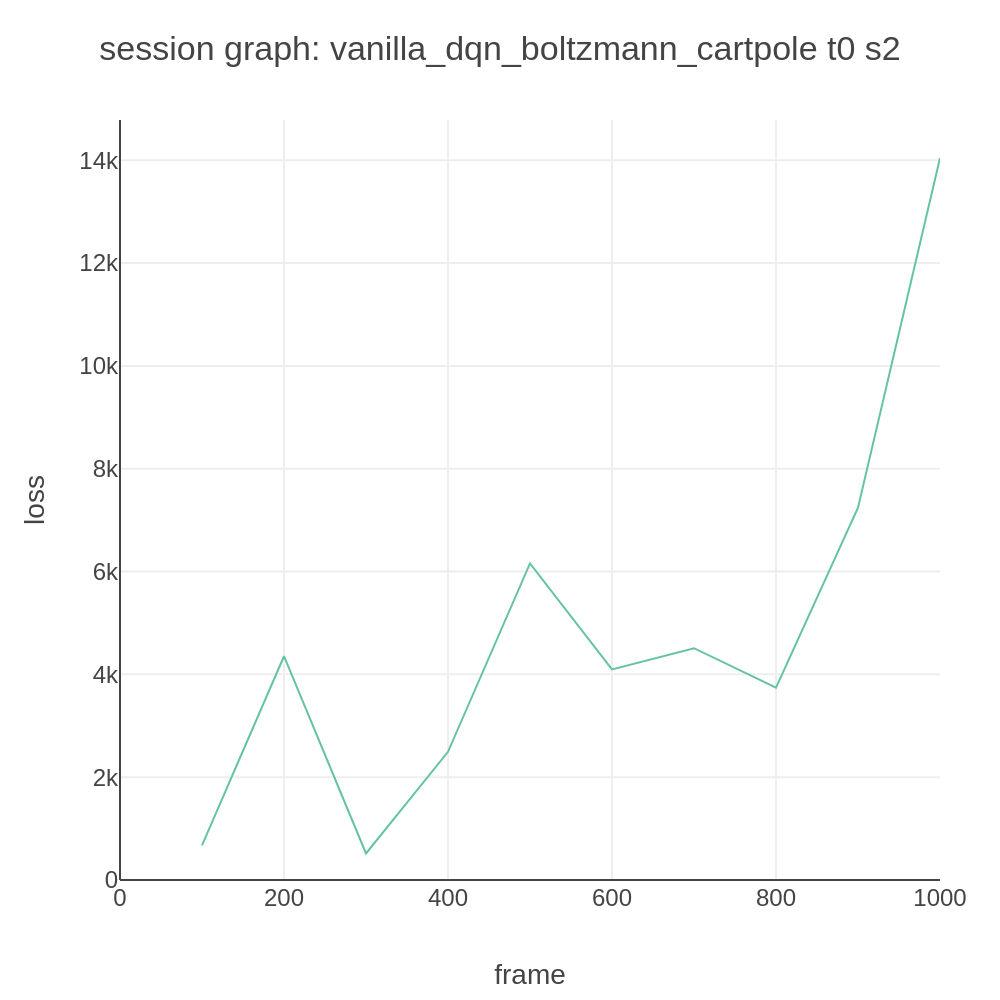 session graph: vanilla_dqn_boltzmann_cartpole t0 s2
14k
12k
10k
8k
6k
4k
2k
0
loss
0 200 400 600 800 1000
frame